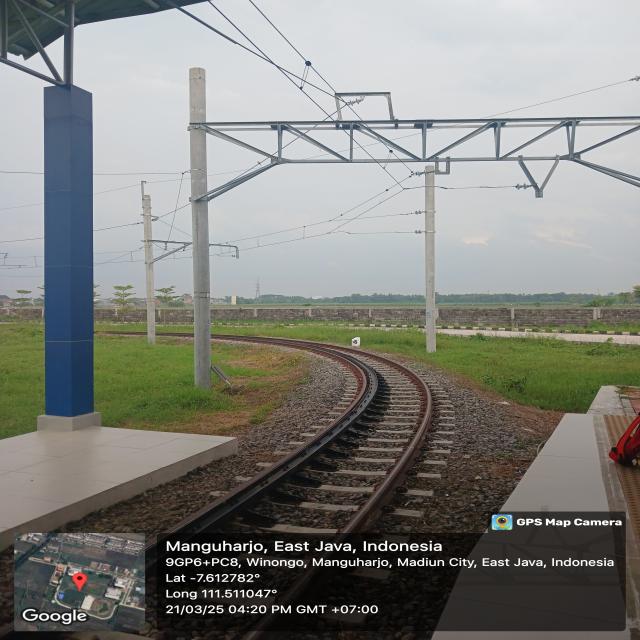 GPS Map Camera
Manguharjo, East Java, Indonesia
9GP6+PC8, Winongo, Manguharjo, Madiun City, East Java, Indonesia
Lat -7.612782°
Long 111.511047°
21/03/25 04:20 PM GMT +07:00
Google